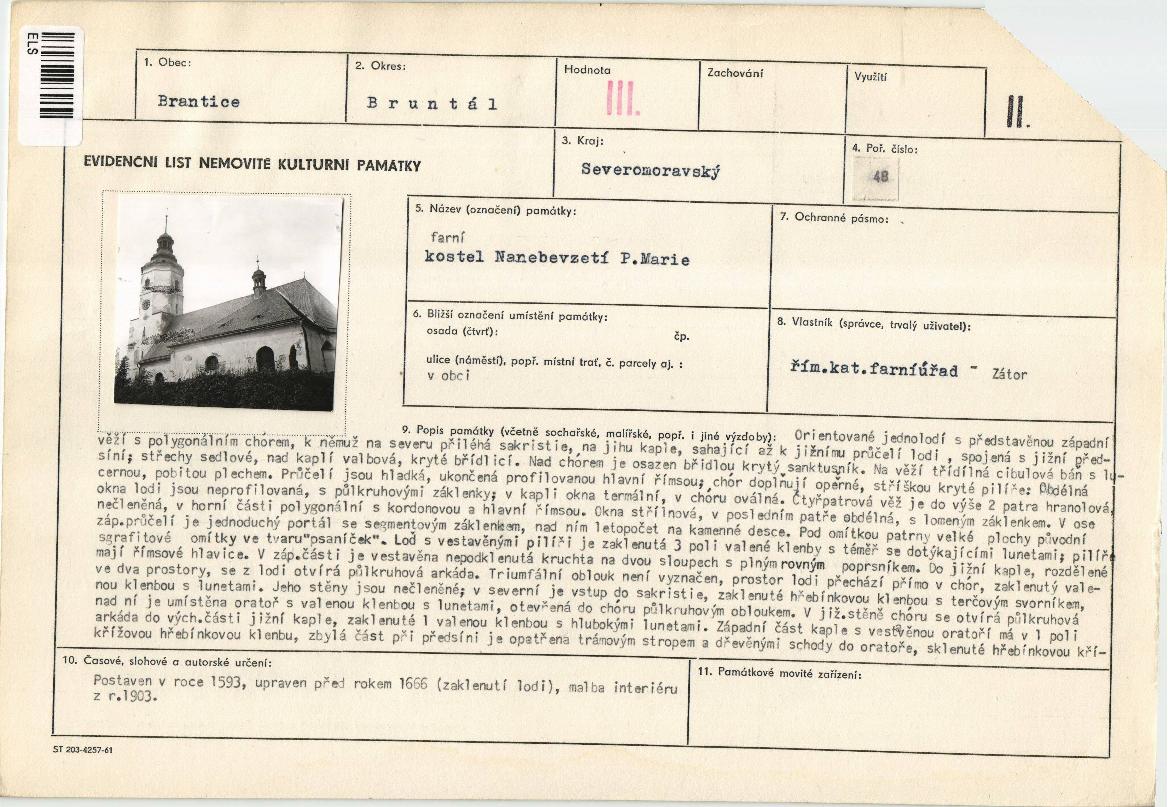 ELS
1. Obec:
Brantice
2. Okres:
Bruntál
Hodnota
III.
Zachování
Využítí
II.
EVIDENČNI LIST NEMOVITÉ KULTURNI PAMATKY
3. Kraj:
Severomoravský
4. Poř. číslo:
48
5. Název (označení) památky:
farní
kostel Nanebevzetí P.Marie
7. Ochranné pásmo:
6. Bližší označení umístění památky:
osada (čtvrť):
čp.
ulice (náměstí), popř. místní trať, č. parcely aj. :
v obci
8. Vlastník (správce, trvalý uživatel):
řím.kat.farníúřad - Zátor
9. Popis památky (včetně sochařské, malířské, popř. i jiné výzdoby): Orientované jednolodí s představěnou západní
věží s polygonálním chórem, k němuž na severu přiléhá sakristie, na jihu kaple, sahající až k jižnímu průčelí lodi , spojená s jižní před-
síní; střechy sedlové, nad kaplí valbová, kryté břídlicí. Nad chórem je osazen břidlou krytý sanktusník. Na věží třídílná cibulová báň s lu-
cernou, pobitou plechem. Průčelí jsou hladká, ukončená profilovanou hlavní římsou; chór doplnují opěrné, stříškou kryté pilíře: Obdélná
okna lodi jsou neprofilovaná, s půlkruhovými záklenky; v kapli okna termální, v chóru oválná. Čtyřpatrová věž je do výše 2 patra hranolová,
nečleněná, v horní části polygonální s kordonovou a hlavní římsou. Okna střílnová, v posledním patře obdélná, s lomeným záklenkem. V ose
záp.průčelí je jednoduchý portál se segmentovým záklenkem, nad ním letopočet na kamenné desce. Pod omítkou patrny velké plochy původní
sgrafitové omítky ve tvaru"psaníček". Loď s vestavěnými pilíři je zaklenutá 3 poli valené klenby s téměř se dotýkajícími lunetami; pilíře
mají římsové hlavice. V záp.části je vestavěna nepodklenutá kruchta na dvou sloupech s plným rovným poprsníkem. Do jižní kaple, rozdělené
ve dva prostory, se z lodi otvírá půlkruhová arkáda. Triumfální oblouk není vyznačen, prostor lodi přechází přímo v chór, zaklenutý vale-
nou klenbou s lunetami. Jeho stěny jsou nečleněné; v severní je vstup do sakristie, zaklenuté hřebínkovou klenbou s terčovým svorníkem,
nad ní je umístěna oratoř s valenou klenbou s lunetami, otevřená do chóru půlkruhovým obloukem. V již.stěně chóru se otvírá půlkruhová
arkáda do vých.části jižní kaple, zaklenuté 1 valenou klenbou s hlubokými lunetami. Západní část kaple s vestvěnou oratoří má v 1 poli
křížovou hřebínkovou klenbu, zbylá část při předsíni je opatřena trámovým stropem a dřevěnými schody do oratoře, sklenuté hřebínkovou kří-
10. Časové, slohové a autorské určení:
Postaven v roce 1593, upraven před rokem 1666 (zaklenutí lodi), malba interiéru
z r.1903.
11. Památkové movité zařízení:
ST 203-4257-61